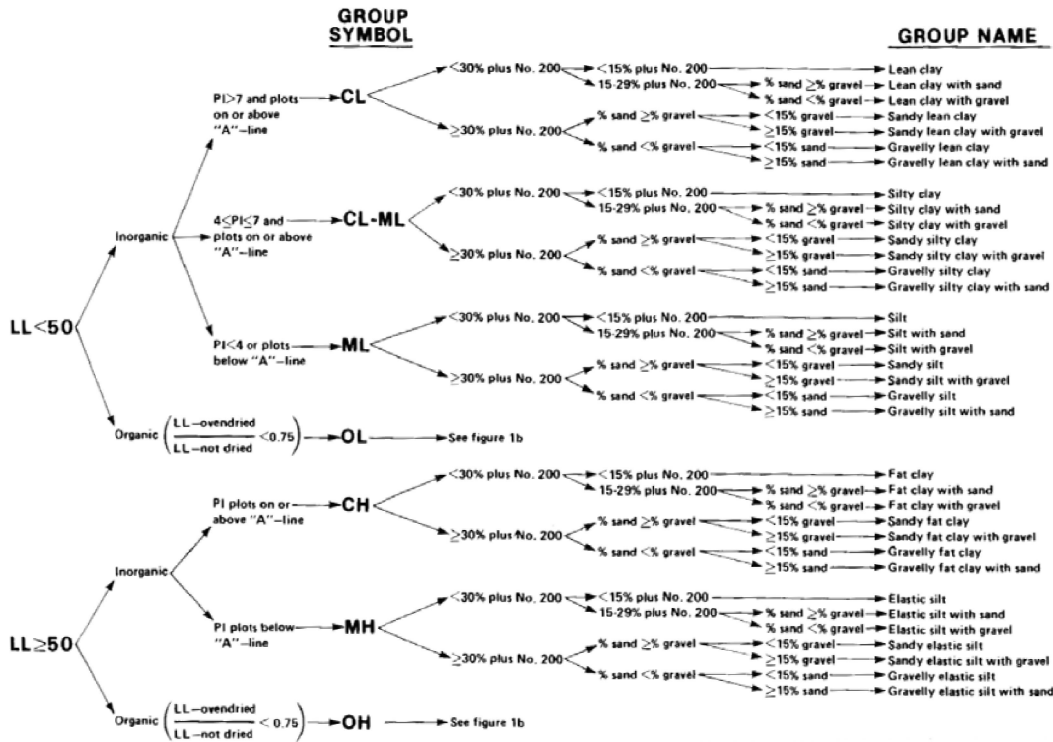 GROUP SYMBOL
GROUP NAME
LL<50
Inorganic
PI>7 and plots on or above "A"-line
CL
<30% plus No. 200
<15% plus No. 200
Lean clay
15-29% plus No. 200
% sand ≥% gravel
Lean clay with sand
% sand <% gravel
Lean clay with gravel
≥30% plus No. 200
% sand ≥% gravel
<15% gravel
Sandy lean clay
≥15% gravel
Sandy lean clay with gravel
% sand <% gravel
<15% sand
Gravelly lean clay
≥15% sand
Gravelly lean clay with sand
4≤PI≤7 and plots on or above "A"-line
CL-ML
<30% plus No. 200
<15% plus No. 200
Silty clay
15-29% plus No. 200
% sand ≥% gravel
Silty clay with sand
% sand <% gravel
Silty clay with gravel
≥30% plus No. 200
% sand ≥% gravel
<15% gravel
Sandy silty clay
≥15% gravel
Sandy silty clay with gravel
% sand <% gravel
<15% sand
Gravelly silty clay
≥15% sand
Gravelly silty clay with sand
PI<4 or plots below "A"-line
ML
<30% plus No. 200
<15% plus No. 200
Silt
15-29% plus No. 200
% sand ≥% gravel
Silt with sand
% sand <% gravel
Silt with gravel
≥30% plus No. 200
% sand ≥% gravel
<15% gravel
Sandy silt
≥15% gravel
Sandy silt with gravel
% sand <% gravel
<15% sand
Gravelly silt
≥15% sand
Gravelly silt with sand
Organic (LL-ovendried / LL-not dried <0.75)
OL
See figure 1b
LL≥50
Inorganic
PI plots on or above "A"-line
CH
<30% plus No. 200
<15% plus No. 200
Fat clay
15-29% plus No. 200
% sand ≥% gravel
Fat clay with sand
% sand <% gravel
Fat clay with gravel
≥30% plus No. 200
% sand ≥% gravel
<15% gravel
Sandy fat clay
≥15% gravel
Sandy fat clay with gravel
% sand <% gravel
<15% sand
Gravelly fat clay
≥15% sand
Gravelly fat clay with sand
PI plots below "A"-line
MH
<30% plus No. 200
<15% plus No. 200
Elastic silt
15-29% plus No. 200
% sand ≥% gravel
Elastic silt with sand
% sand <% gravel
Elastic silt with gravel
≥30% plus No. 200
% sand ≥% gravel
<15% gravel
Sandy elastic silt
≥15% gravel
Sandy elastic silt with gravel
% sand <% gravel
<15% sand
Gravelly elastic silt
≥15% sand
Gravelly elastic silt with sand
Organic (LL-ovendried / LL-not dried <0.75)
OH
See figure 1b